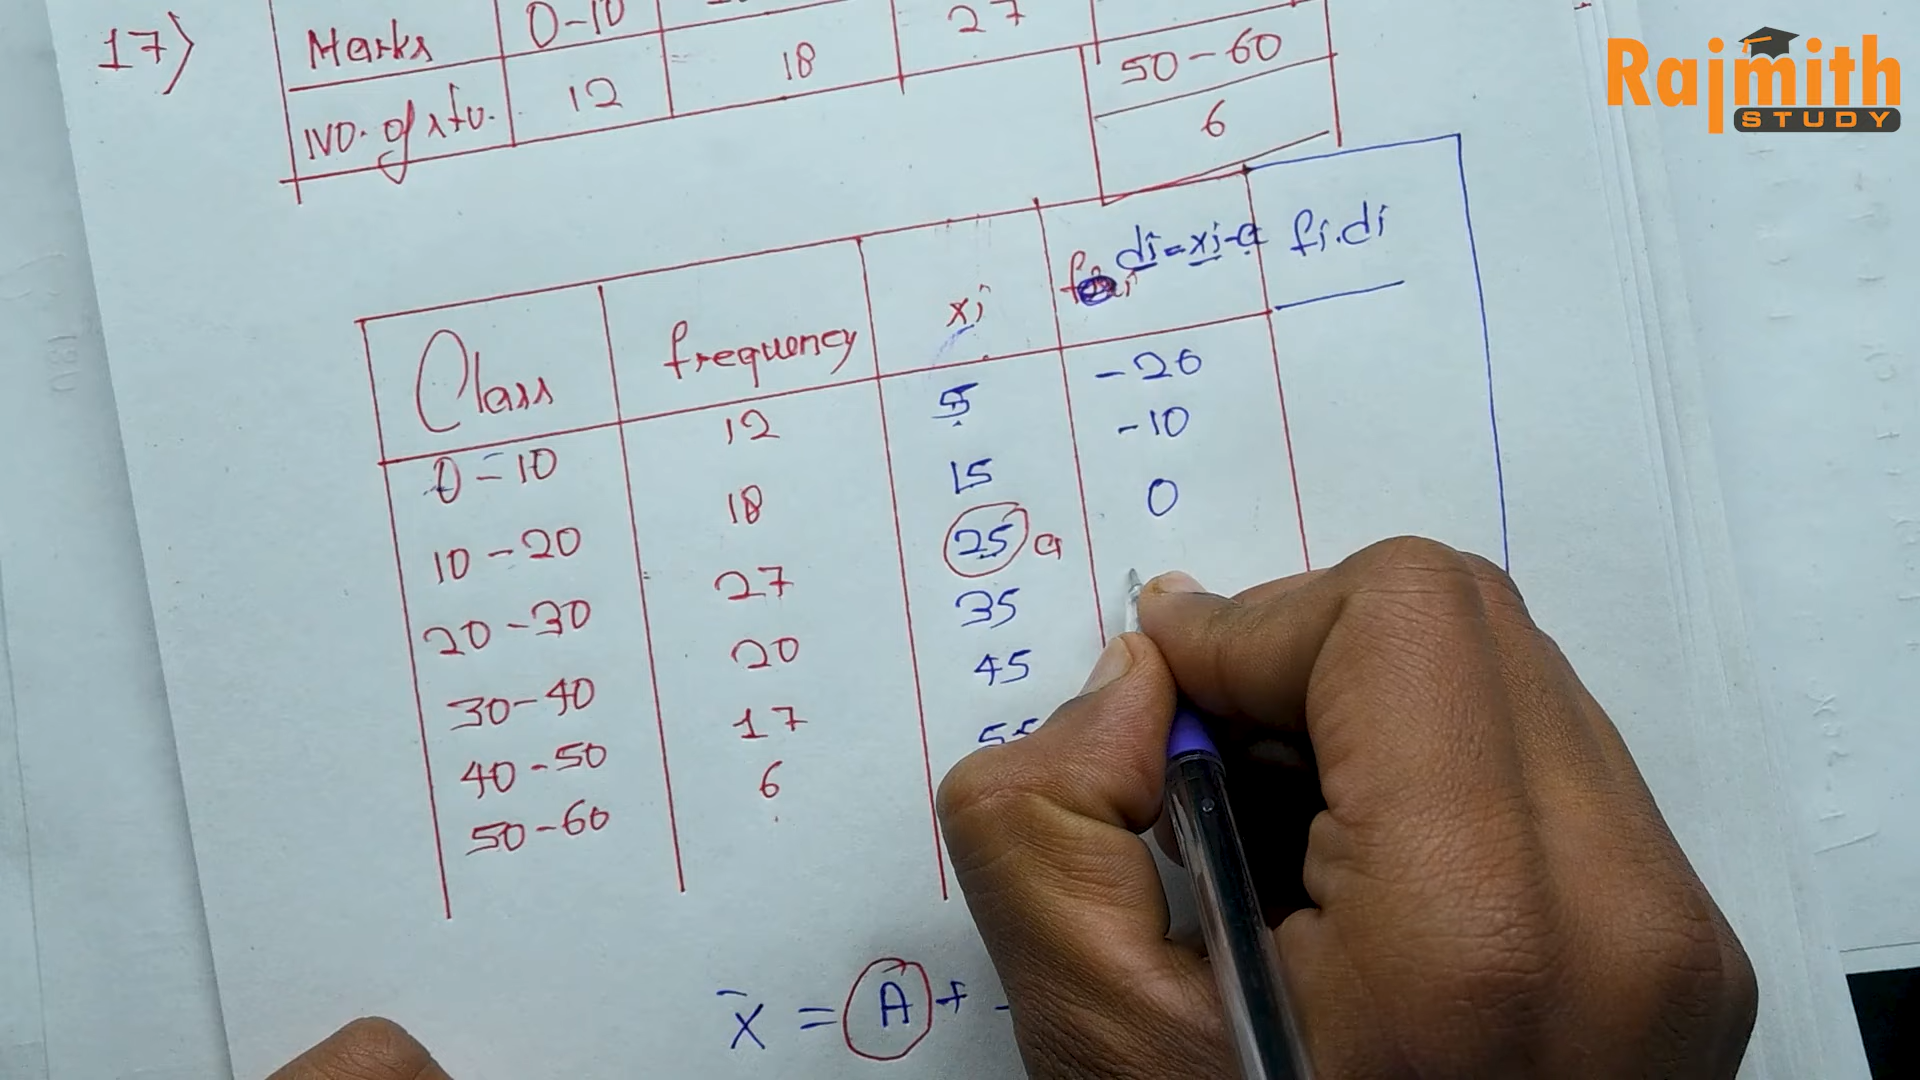 Rajmith
STUDY
17)
Marks 0-10
27
No. of stu. 12 18
50-60
6
Class frequency xi di=xi-a fi.di
0-10 12 5 -20
10-20 18 15 -10
20-30 27 25 a 0
30-40 20 35
40-50 17 45
50-60 6 55
x̄ = A +